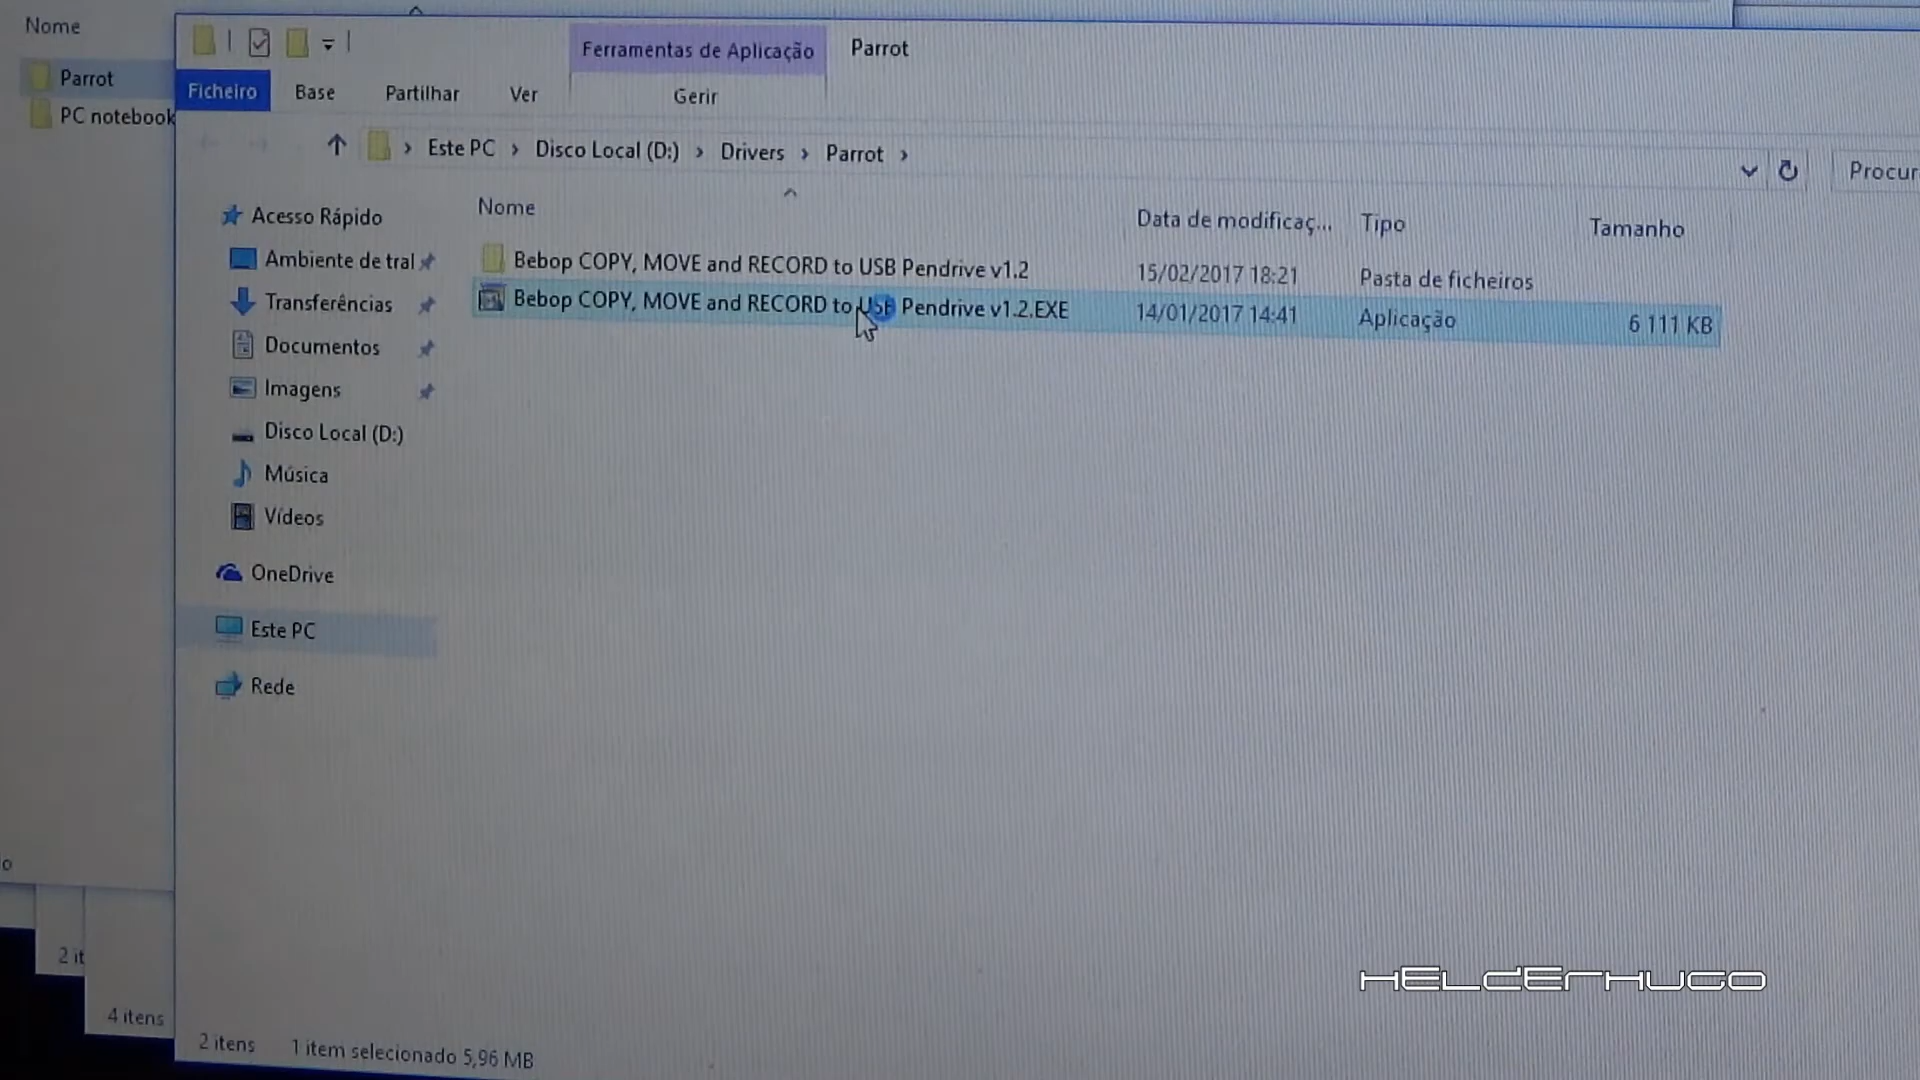 Nome
Parrot
PC notebook
Ferramentas de Aplicação
Parrot
Ficheiro
Base
Partilhar
Ver
Gerir
Este PC > Disco Local (D:) > Drivers > Parrot >
Procur
Acesso Rápido
Ambiente de tral
Transferências
Documentos
Imagens
Disco Local (D:)
Música
Vídeos
OneDrive
Este PC
Rede
Nome
Data de modificaç...
Tipo
Tamanho
Bebop COPY, MOVE and RECORD to USB Pendrive v1.2
15/02/2017 18:21
Pasta de ficheiros
Bebop COPY, MOVE and RECORD to USB Pendrive v1.2.EXE
14/01/2017 14:41
Aplicação
6 111 KB
o
2 it
4 itens
2 itens
1 item selecionado 5,96 MB
HELDERHUGO